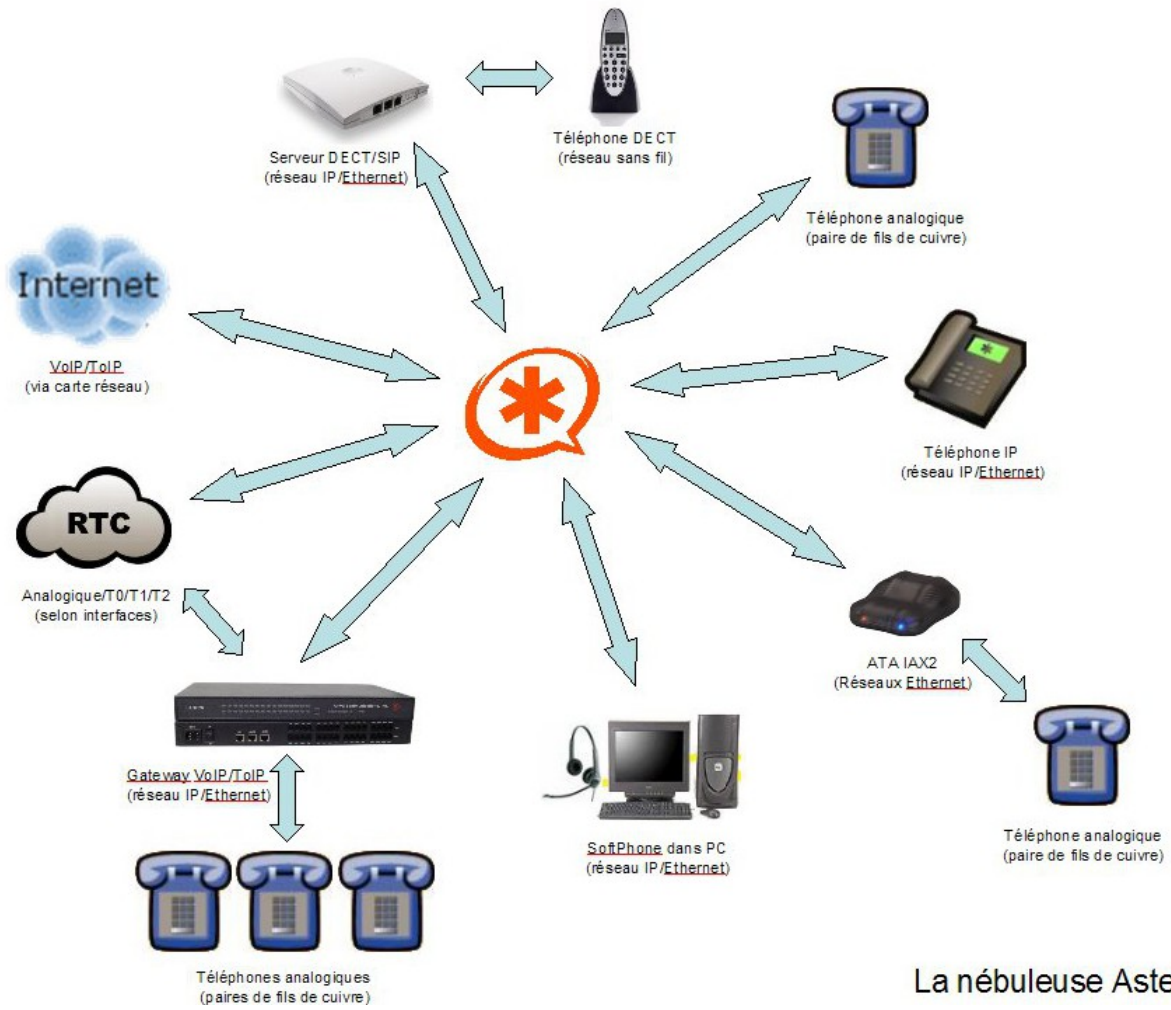 Serveur DECT/SIP
(réseau IP/Ethernet)
Téléphone DECT
(réseau sans fil)
Téléphone analogique
(paire de fils de cuivre)
Internet
VoIP/ToIP
(via carte réseau)
Téléphone IP
(réseau IP/Ethernet)
RTC
Analogique/T0/T1/T2
(selon interfaces)
ATA IAX2
(Réseaux Ethernet)
Gateway VoIP/ToIP
(réseau IP/Ethernet)
SoftPhone dans PC
(réseau IP/Ethernet)
Téléphone analogique
(paire de fils de cuivre)
Téléphones analogiques
(paires de fils de cuivre)
La nébuleuse Aste